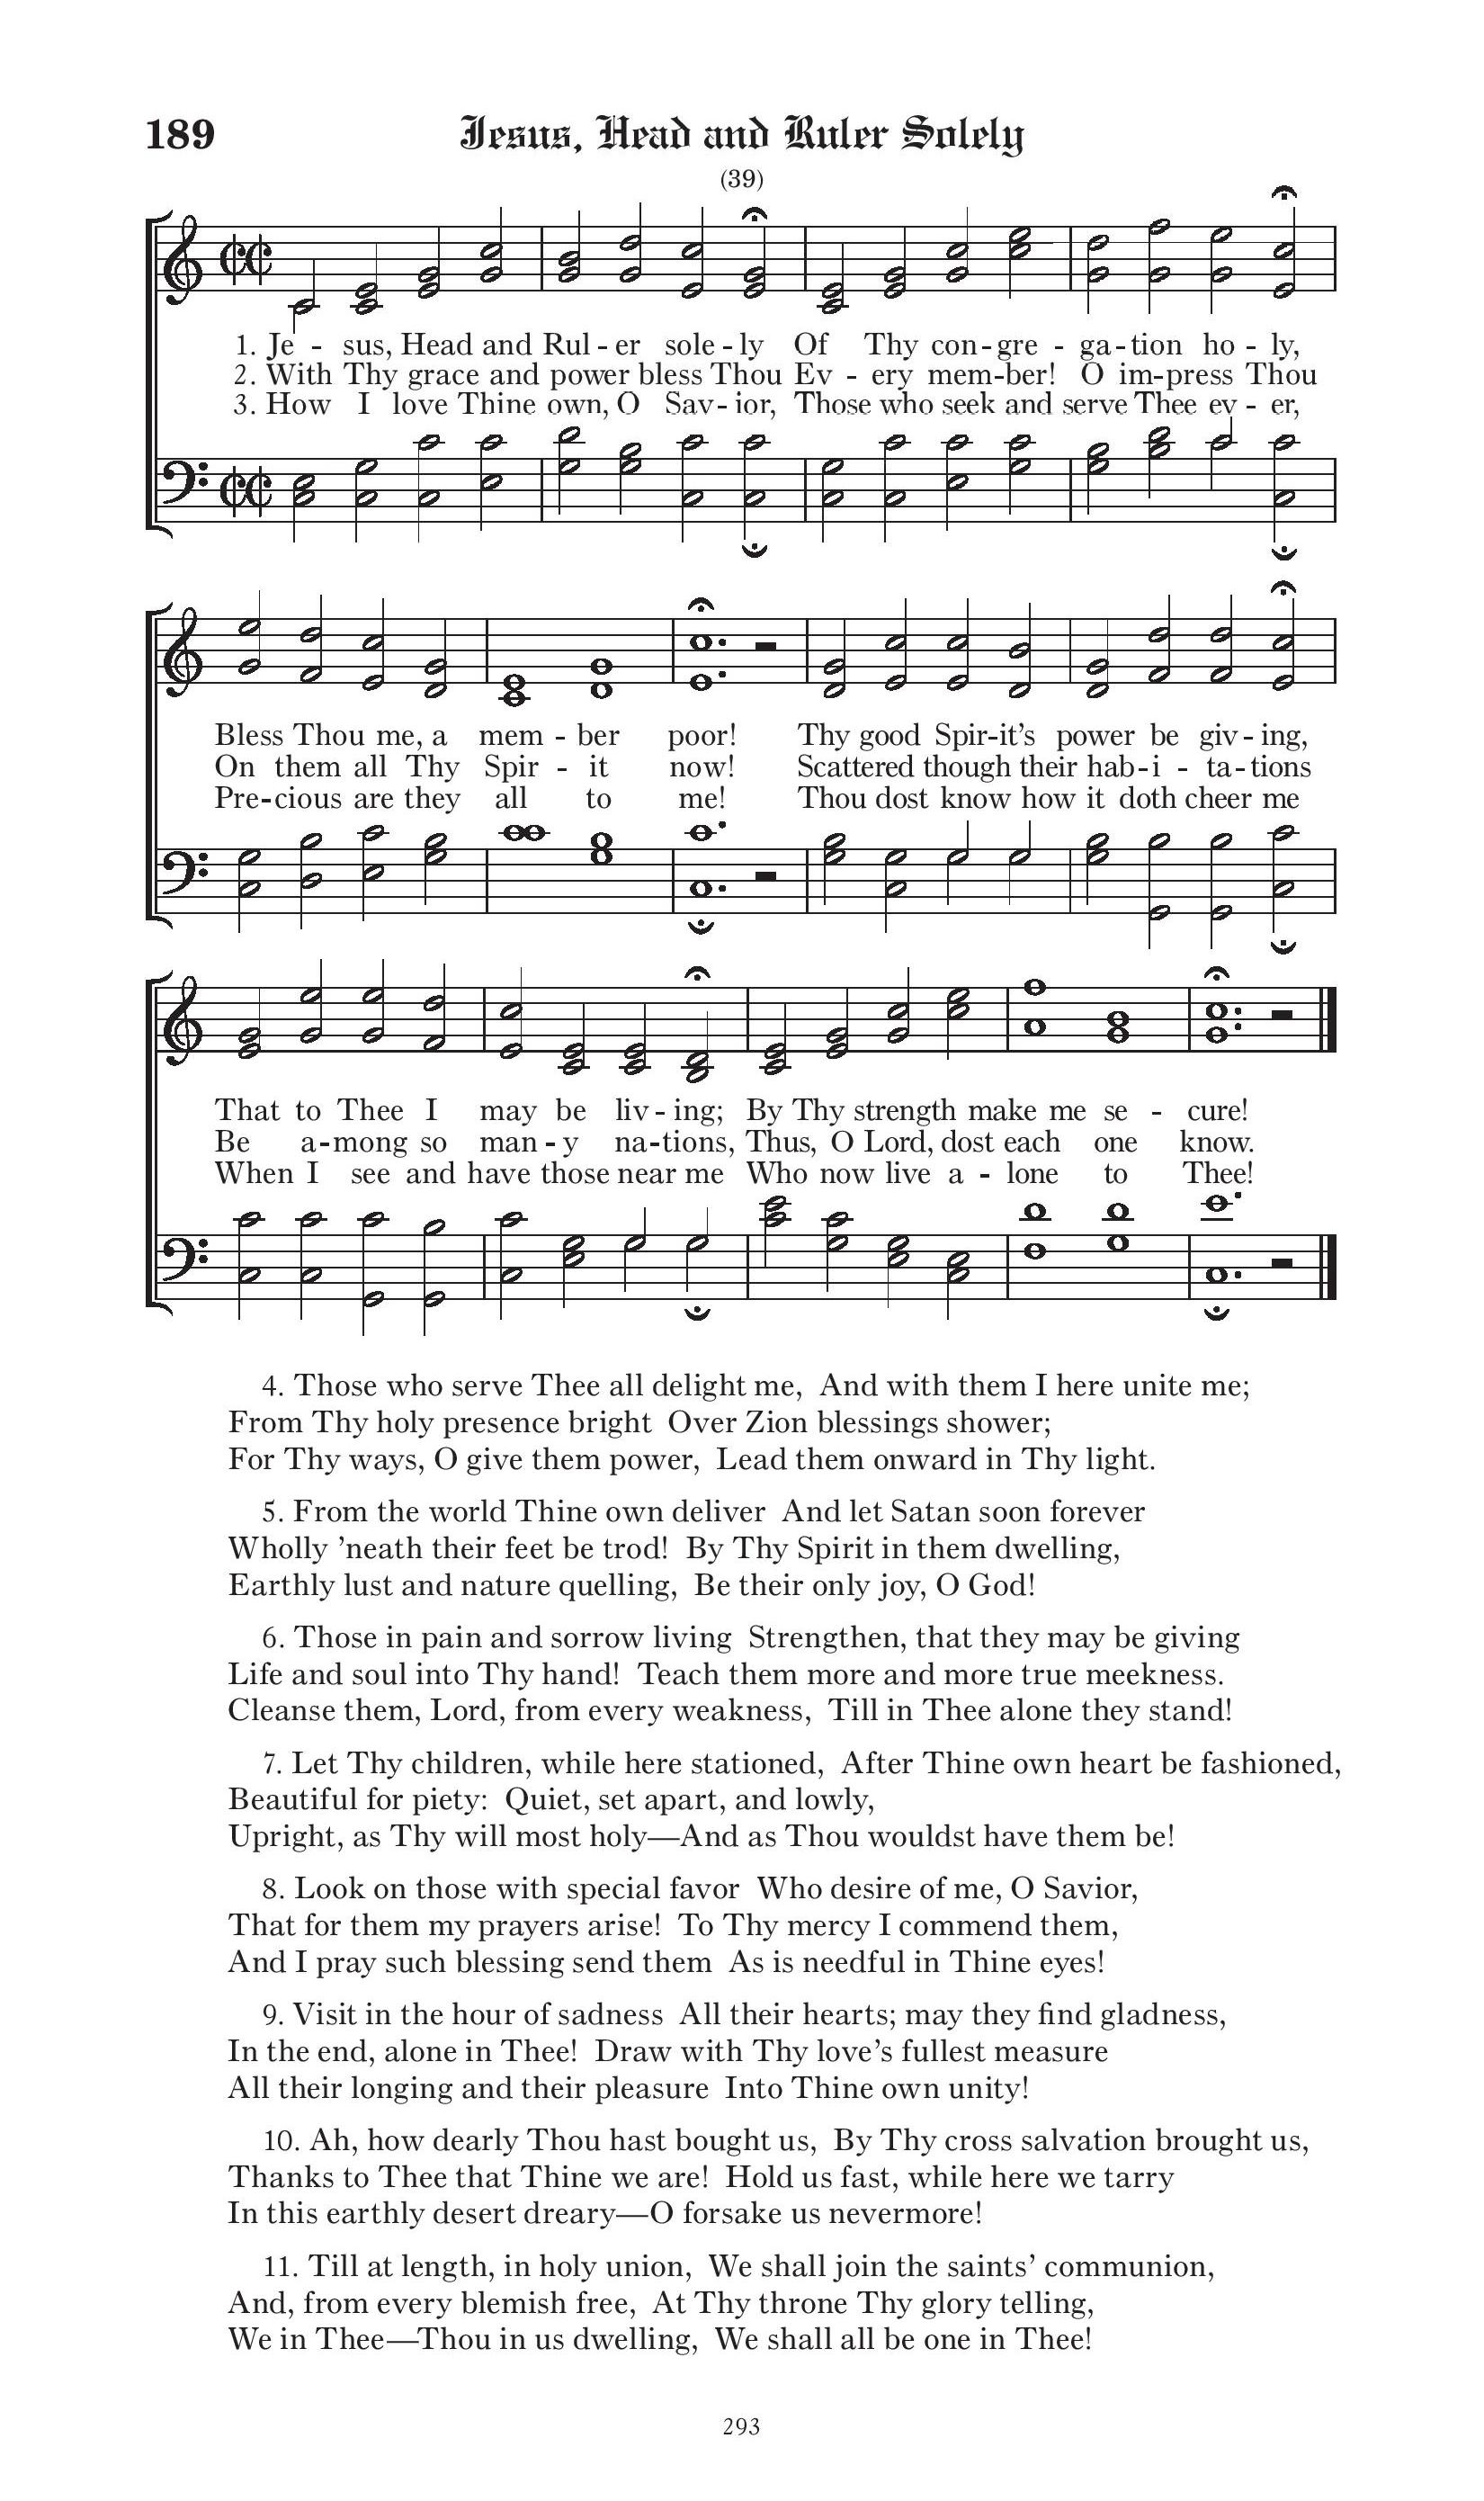 189 Jesus, Head and Ruler Solely
(39)
1. Je - sus, Head and Rul - er sole - ly Of Thy con - gre - ga - tion ho - ly,
2. With Thy grace and power bless Thou Ev - ery mem-ber! O im-press Thou
3. How I love Thine own, O Sav - ior, Those who seek and serve Thee ev - er,
Bless Thou me, a mem - ber poor! Thy good Spir-it's power be giv - ing,
On them all Thy Spir - it now! Scattered though their hab - i - ta - tions
Pre-cious are they all to me! Thou dost know how it doth cheer me
That to Thee I may be liv - ing; By Thy strength make me se - cure!
Be a-mong so man - y na-tions, Thus, O Lord, dost each one know.
When I see and have those near me Who now live a - lone to Thee!
4. Those who serve Thee all delight me, And with them I here unite me;
From Thy holy presence bright Over Zion blessings shower;
For Thy ways, O give them power, Lead them onward in Thy light.
5. From the world Thine own deliver And let Satan soon forever
Wholly ’neath their feet be trod! By Thy Spirit in them dwelling,
Earthly lust and nature quelling, Be their only joy, O God!
6. Those in pain and sorrow living Strengthen, that they may be giving
Life and soul into Thy hand! Teach them more and more true meekness.
Cleanse them, Lord, from every weakness, Till in Thee alone they stand!
7. Let Thy children, while here stationed, After Thine own heart be fashioned,
Beautiful for piety: Quiet, set apart, and lowly,
Upright, as Thy will most holy—And as Thou wouldst have them be!
8. Look on those with special favor Who desire of me, O Savior,
That for them my prayers arise! To Thy mercy I commend them,
And I pray such blessing send them As is needful in Thine eyes!
9. Visit in the hour of sadness All their hearts; may they find gladness,
In the end, alone in Thee! Draw with Thy love’s fullest measure
All their longing and their pleasure Into Thine own unity!
10. Ah, how dearly Thou hast bought us, By Thy cross salvation brought us,
Thanks to Thee that Thine we are! Hold us fast, while here we tarry
In this earthly desert dreary—O forsake us nevermore!
11. Till at length, in holy union, We shall join the saints’ communion,
And, from every blemish free, At Thy throne Thy glory telling,
We in Thee—Thou in us dwelling, We shall all be one in Thee!
293